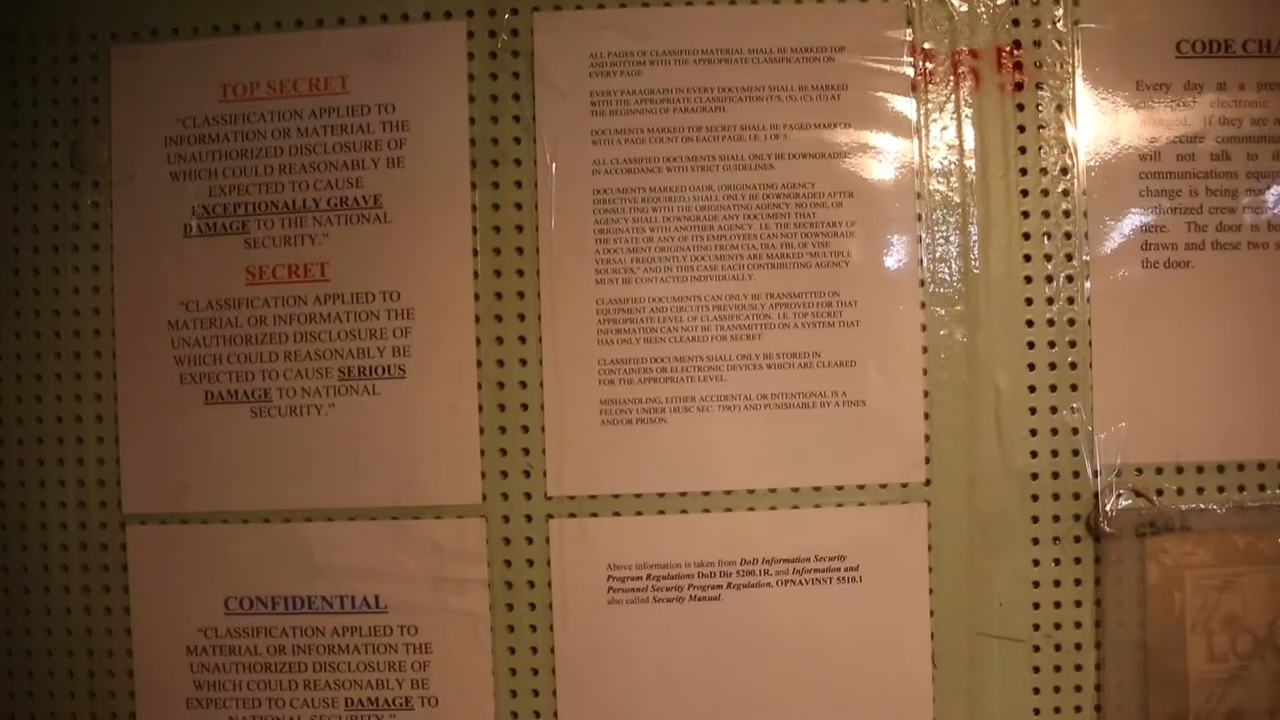 TOP SECRET
"CLASSIFICATION APPLIED TO
INFORMATION OR MATERIAL THE
UNAUTHORIZED DISCLOSURE OF
WHICH COULD REASONABLY BE
EXPECTED TO CAUSE
EXCEPTIONALLY GRAVE
DAMAGE TO THE NATIONAL
SECURITY."
SECRET
"CLASSIFICATION APPLIED TO
MATERIAL OR INFORMATION THE
UNAUTHORIZED DISCLOSURE OF
WHICH COULD REASONABLY BE
EXPECTED TO CAUSE SERIOUS
DAMAGE TO NATIONAL
SECURITY."
CONFIDENTIAL
"CLASSIFICATION APPLIED TO
MATERIAL OR INFORMATION THE
UNAUTHORIZED DISCLOSURE OF
WHICH COULD REASONABLY BE
EXPECTED TO CAUSE DAMAGE TO
NATIONAL SECURITY."
ALL PAGES OF CLASSIFIED MATERIAL SHALL BE MARKED TOP
AND BOTTOM WITH THE APPROPRIATE CLASSIFICATION ON
EVERY PAGE
EVERY PARAGRAPH IN EVERY DOCUMENT SHALL BE MARKED
WITH THE APPROPRIATE CLASSIFICATION (T/S, (S), (C), (U) AT
THE BEGINNING OF PARAGRAPH.
DOCUMENTS MARKED TOP SECRET SHALL BE PAGED MARKED
WITH A PAGE COUNT ON EACH PAGE, I.E. 1 OF 5.
ALL CLASSIFIED DOCUMENTS SHALL ONLY BE DOWNGRADED
IN ACCORDANCE WITH STRICT GUIDELINES.
DOCUMENTS MARKED OADR, (ORIGINATING AGENCY
DIRECTIVE REQUIRED,) SHALL ONLY BE DOWNGRADED AFTER
CONSULTING WITH THE ORIGINATING AGENCY. NO ONE, OR
AGENCY SHALL DOWNGRADE ANY DOCUMENT THAT
ORIGINATES WITH ANOTHER AGENCY. I.E. THE SECRETARY OF
THE STATE OR ANY OF ITS EMPLOYEES CAN NOT DOWNGRADE
A DOCUMENT ORIGINATING FROM CIA, DIA, FBI, OF VISE
VERSA! FREQUENTLY DOCUMENTS ARE MARKED "MULTIPLE
SOURCES," AND IN THIS CASE EACH CONTRIBUTING AGENCY
MUST BE CONTACTED INDIVIDUALLY.
CLASSIFIED DOCUMENTS CAN ONLY BE TRANSMITTED ON
EQUIPMENT AND CIRCUITS PREVIOUSLY APPROVED FOR THAT
APPROPRIATE LEVEL OF CLASSIFICATION. I.E. TOP SECRET
INFORMATION CAN NOT BE TRANSMITTED ON A SYSTEM THAT
HAS ONLY BEEN CLEARED FOR SECRET.
CLASSIFIED DOCUMENTS SHALL ONLY BE STORED IN
CONTAINERS OR ELECTRONIC DEVICES WHICH ARE CLEARED
FOR THE APPROPRIATE LEVEL.
MISHANDLING, EITHER ACCIDENTAL OR INTENTIONAL IS A
FELONY UNDER 18USC SEC. 739(F) AND PUNISHABLE BY A FINES
AND/OR PRISON.
Above information is taken from DoD Information Security
Program Regulations DoD Dir 5200.1R, and Information and
Personnel Security Program Regulation, OPNAVINST 5510.1
also called Security Manual.
CODE CHA
Every day at a pre
electronic
If they are
secure communi
will not talk to
communications equip
change is being
authorized crew
here. The door is be
drawn and these two s
the door.